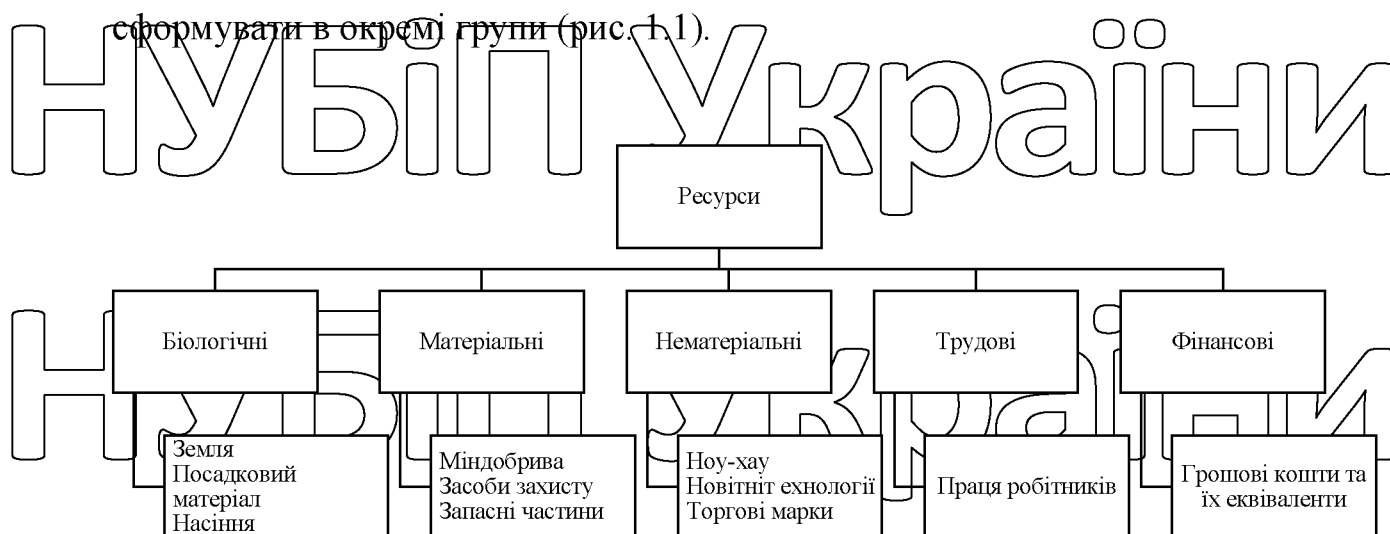 сформувати в окремі групи (рис. 1.1).
НУБіП України
Ресурси
Біологічні
Матеріальні
Нематеріальні
Трудові
Фінансові
Земля
Посадковий
матеріал
Насіння
Міндобрива
Засоби захисту
Запасні частини
Ноу-хау
Новітніт ехнології
Торгові марки
Праця робітників
Грошові кошти та
їх еквіваленти
НУБіП України